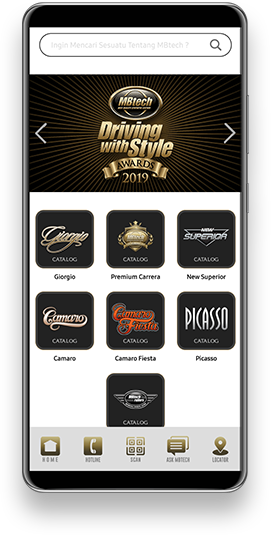 Ingin Mencari Sesuatu Tentang MBtech ?
MBtech
Driving
with Style
AWARDS
2019
Giorgio
CATALOG
CATALOG
NEW
SUPERIOR
CATALOG
Giorgio
Premium Carrera
New Superior
Camaro
CATALOG
Camaro
Fiesta
CATALOG
PICASSO
CATALOG
Camaro
Camaro Fiesta
Picasso
MBtech
CATALOG
HOME
HOTLINE
SCAN
ASK MBTECH
LOCATOR